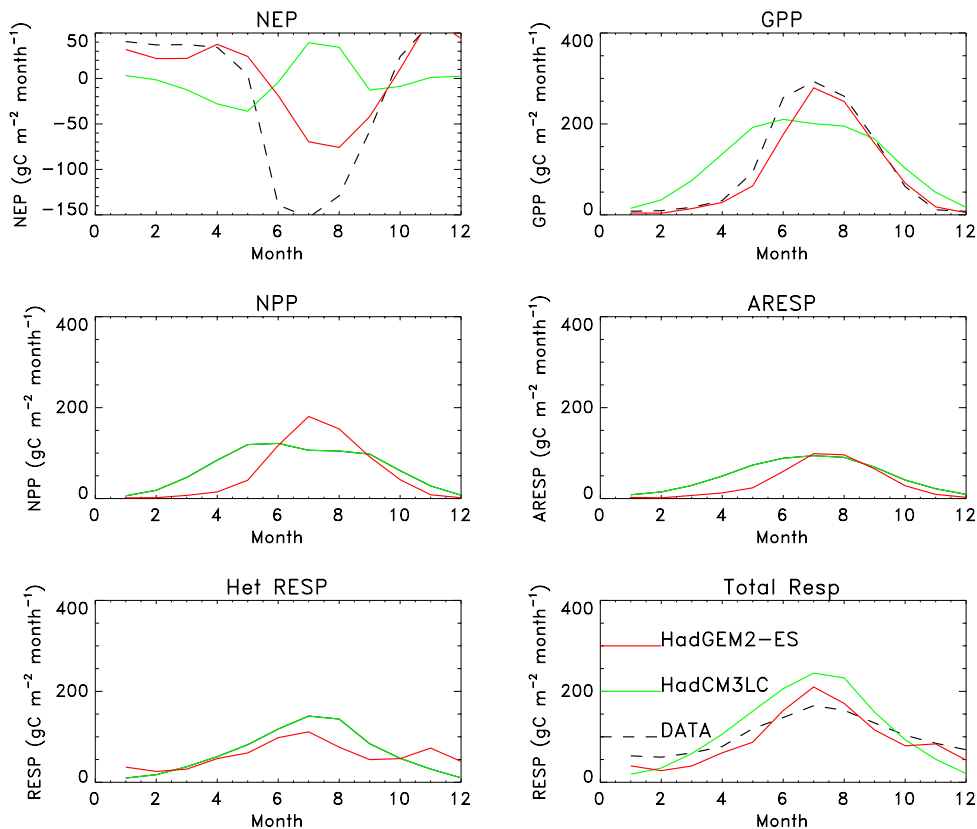 NEP
NEP (gC m−2 month−1)
50
0
−50
−100
−150
0 2 4 6 8 10 12
Month
GPP
GPP (gC m−2 month−1)
400
200
0
0 2 4 6 8 10 12
Month
NPP
NPP (gC m−2 month−1)
400
200
0
0 2 4 6 8 10 12
Month
ARESP
ARESP (gC m−2 month−1)
400
200
0
0 2 4 6 8 10 12
Month
Het RESP
RESP (gC m−2 month−1)
400
200
0
0 2 4 6 8 10 12
Month
Total Resp
RESP (gC m−2 month−1)
400
200
0
HadGEM2−ES
HadCM3LC
DATA
0 2 4 6 8 10 12
Month